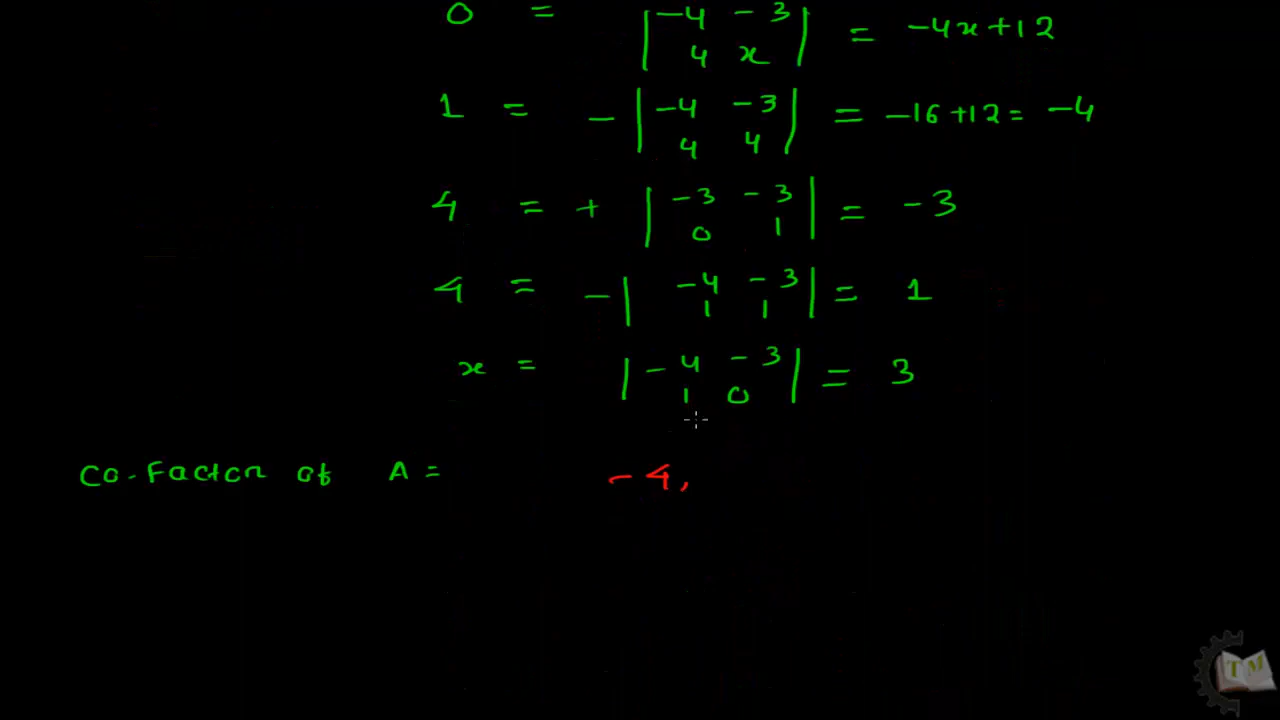 0 = |-4 -3| = -4x+12
4 x
1 = -|-4 -3| = -16+12= -4
4 4
4 = + |-3 -3| = -3
0 1
4 = -| -4 -3| = 1
1 1
x = |-4 -3| = 3
1 0
Co-Factor of A = -4,
TM